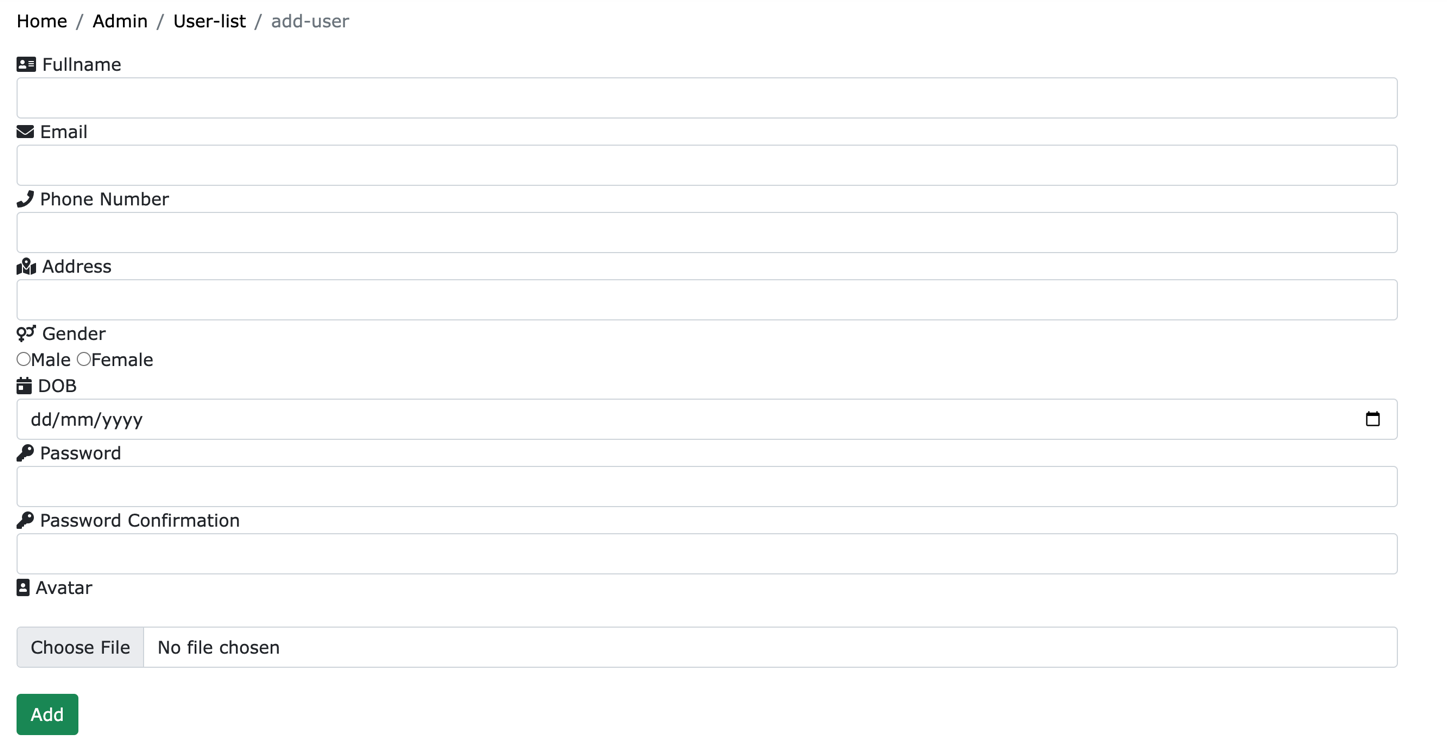 Home / Admin / User-list / add-user
Fullname
Email
Phone Number
Address
Gender
Male Female
DOB
dd/mm/yyyy
Password
Password Confirmation
Avatar
Choose File No file chosen
Add